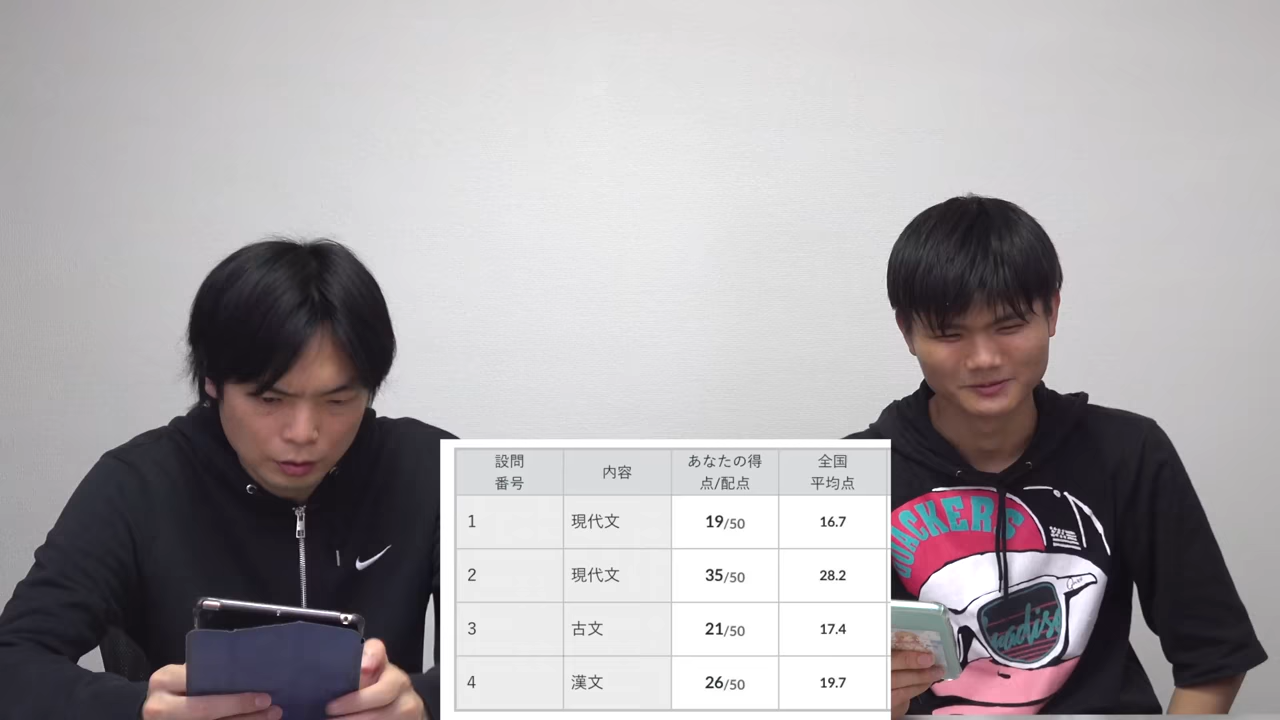 設問
番号
内容
あなたの得
点/配点
全国
平均点
1 現代文 19/50 16.7
2 現代文 35/50 28.2
3 古文 21/50 17.4
4 漢文 26/50 19.7
QUACKERS
Paradise